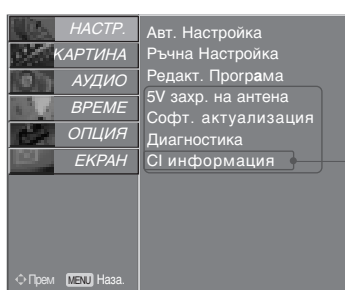 НАСТР.
КАРТИНА
АУДИО
ВРЕМЕ
ОПЦИЯ
ЕКРАН
Авт. Настройка
Ръчна Настройка
Редакт. Програма
5V захр. на антена
Софт. актуализация
Диагностика
CI информация
Прем MENU Наза.